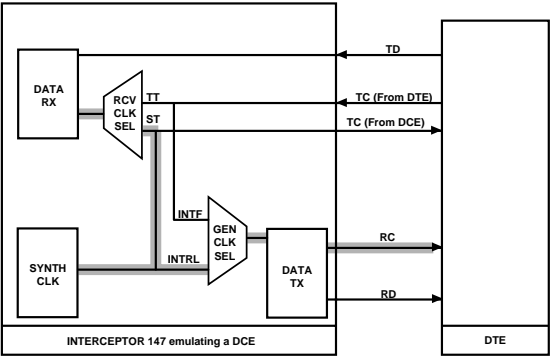 TD
DATA
RX
RCV
CLK
SEL
TT
TC (From DTE)
ST
TC (From DCE)
INTF
GEN
CLK
SEL
RC
INTRL
SYNTH
CLK
DATA
TX
RD
INTERCEPTOR 147 emulating a DCE
DTE